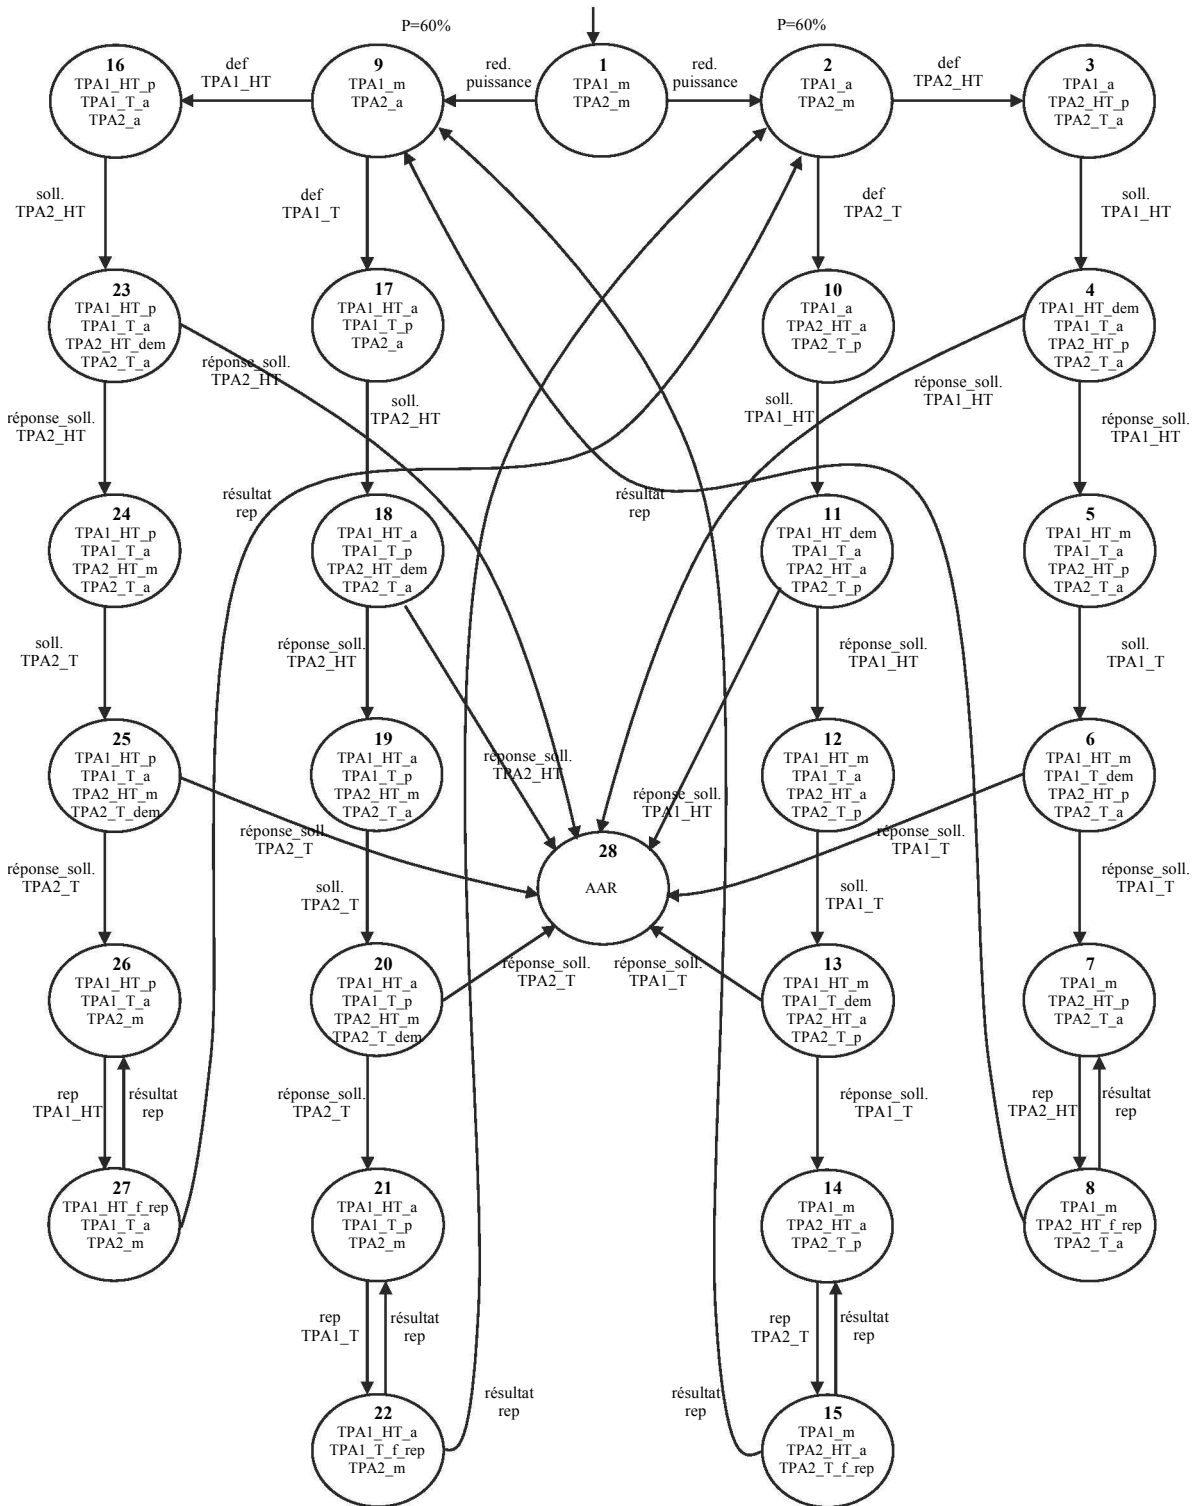 P=60%
P=60%
16
TPA1_HT_p
TPA1_T_a
TPA2_a
def
TPA1_HT
9
TPA1_m
TPA2_a
red.
puissance
1
TPA1_m
TPA2_m
red.
puissance
2
TPA1_a
TPA2_m
def
TPA2_HT
3
TPA1_a
TPA2_HT_p
TPA2_T_a
soll.
TPA2_HT
def
TPA1_T
def
TPA2_T
soll.
TPA1_HT
23
TPA1_HT_p
TPA1_T_a
TPA2_HT_dem
TPA2_T_a
17
TPA1_HT_a
TPA1_T_p
TPA2_a
10
TPA1_a
TPA2_HT_a
TPA2_T_p
4
TPA1_HT_dem
TPA1_T_a
TPA2_HT_p
TPA2_T_a
réponse_soll.
TPA2_HT
réponse_soll.
TPA2_HT
soll.
TPA2_HT
soll.
TPA1_HT
réponse_soll.
TPA1_HT
réponse_soll.
TPA1_HT
résultat
rep
résultat
rep
24
TPA1_HT_p
TPA1_T_a
TPA2_HT_m
TPA2_T_a
18
TPA1_HT_a
TPA1_T_p
TPA2_HT_dem
TPA2_T_a
11
TPA1_HT_dem
TPA1_T_a
TPA2_HT_a
TPA2_T_p
5
TPA1_HT_m
TPA1_T_a
TPA2_HT_p
TPA2_T_a
soll.
TPA2_T
réponse_soll.
TPA2_HT
réponse_soll.
TPA1_HT
soll.
TPA1_T
25
TPA1_HT_p
TPA1_T_a
TPA2_HT_m
TPA2_T_dem
19
TPA1_HT_a
TPA1_T_p
TPA2_HT_m
TPA2_T_a
réponse_soll.
TPA2_HT
réponse_soll.
TPA1_HT
12
TPA1_HT_m
TPA1_T_a
TPA2_HT_a
TPA2_T_p
6
TPA1_HT_m
TPA1_T_dem
TPA2_HT_p
TPA2_T_a
réponse_soll.
TPA2_T
réponse_soll.
TPA2_T
soll.
TPA2_T
28
AAR
soll.
TPA1_T
réponse_soll.
TPA1_T
réponse_soll.
TPA1_T
26
TPA1_HT_p
TPA1_T_a
TPA2_m
20
TPA1_HT_a
TPA1_T_p
TPA2_HT_m
TPA2_T_dem
réponse_soll.
TPA2_T
réponse_soll.
TPA1_T
13
TPA1_HT_m
TPA1_T_dem
TPA2_HT_a
TPA2_T_p
7
TPA1_m
TPA2_HT_p
TPA2_T_a
rep
TPA1_HT
résultat
rep
réponse_soll.
TPA2_T
réponse_soll.
TPA1_T
rep
TPA2_HT
résultat
rep
27
TPA1_HT_f_rep
TPA1_T_a
TPA2_m
21
TPA1_HT_a
TPA1_T_p
TPA2_m
14
TPA1_m
TPA2_HT_a
TPA2_T_p
8
TPA1_m
TPA2_HT_f_rep
TPA2_T_a
rep
TPA1_T
résultat
rep
rep
TPA2_T
résultat
rep
résultat
rep
résultat
rep
22
TPA1_HT_a
TPA1_T_f_rep
TPA2_m
15
TPA1_m
TPA2_HT_a
TPA2_T_f_rep